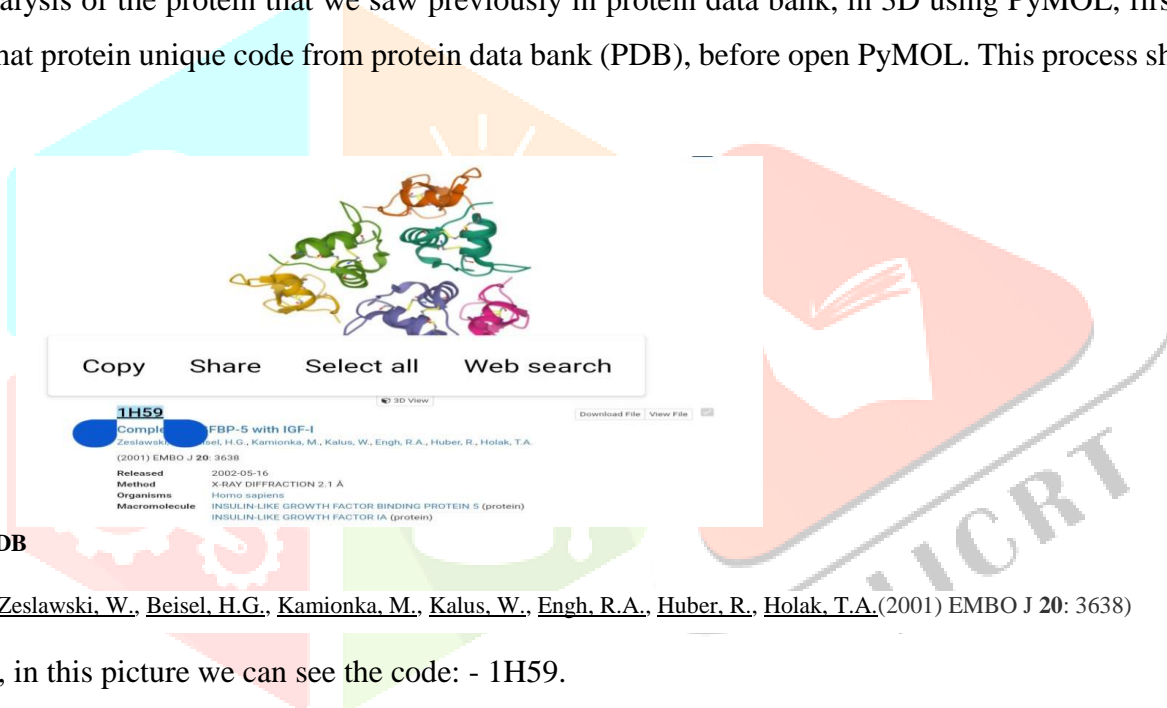 alysis of the protein that we saw previously in protein data bank, in 3D using PyMOL, firs
hat protein unique code from protein data bank (PDB), before open PyMOL. This process sh
Copy Share Select all Web search
3D View
1H59
Download File View File
Comple FBP-5 with IGF-I
Zeslawsk sel, H.G., Kamionka, M., Kalus, W., Engh, R.A., Huber, R., Holak, T.A.
(2001) EMBO J 20: 3638
Released 2002-05-16
Method X-RAY DIFFRACTION 2.1 Å
Organisms Homo sapiens
Macromolecule INSULIN-LIKE GROWTH FACTOR BINDING PROTEIN 5 (protein)
INSULIN-LIKE GROWTH FACTOR IA (protein)
DB
Zeslawski, W., Beisel, H.G., Kamionka, M., Kalus, W., Engh, R.A., Huber, R., Holak, T.A.(2001) EMBO J 20: 3638)
, in this picture we can see the code: - 1H59.
IJCRT